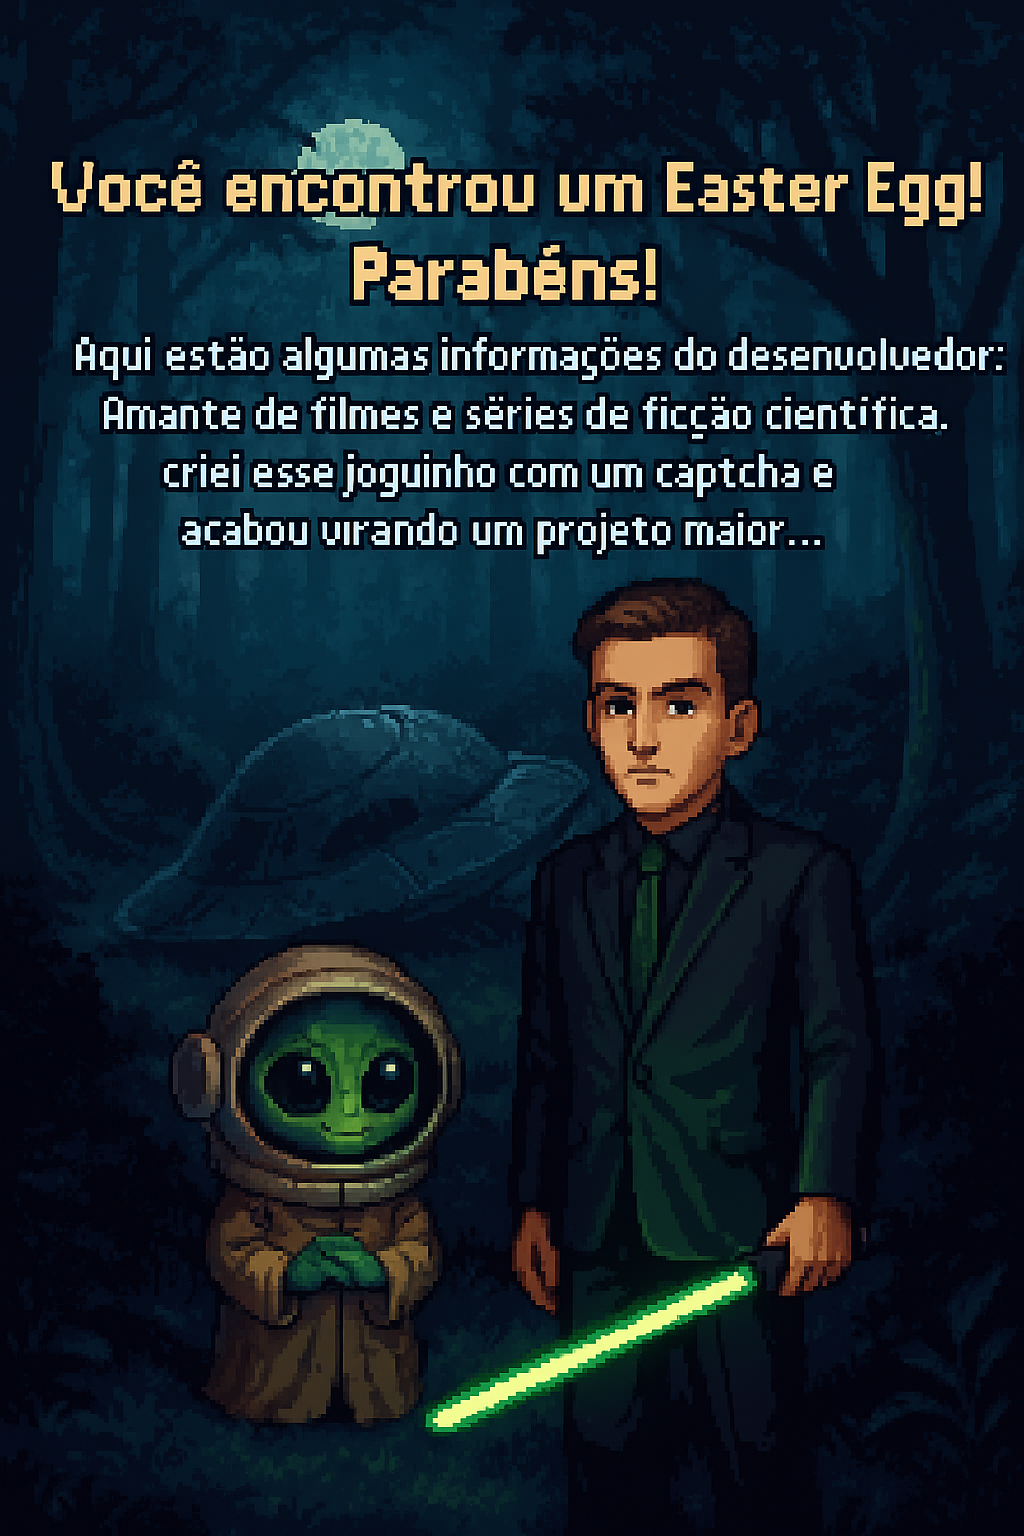 Você encontrou um Easter Egg!
Parabéns!
Aqui estão algumas informações do desenvolvedor:
Amante de filmes e sëries de ficção científica.
criei esse joguinho com um captcha e
acabou virando um projeto maior...